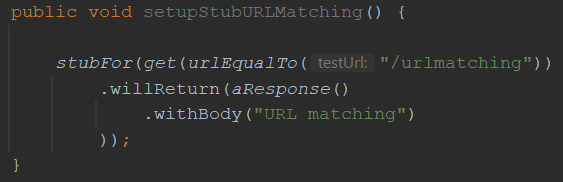 public void setupStubURLMatching() {
stubFor(get(urlEqualTo( testUrl: "/urlmatching"))
.willReturn(aResponse()
.withBody("URL matching")
));
}